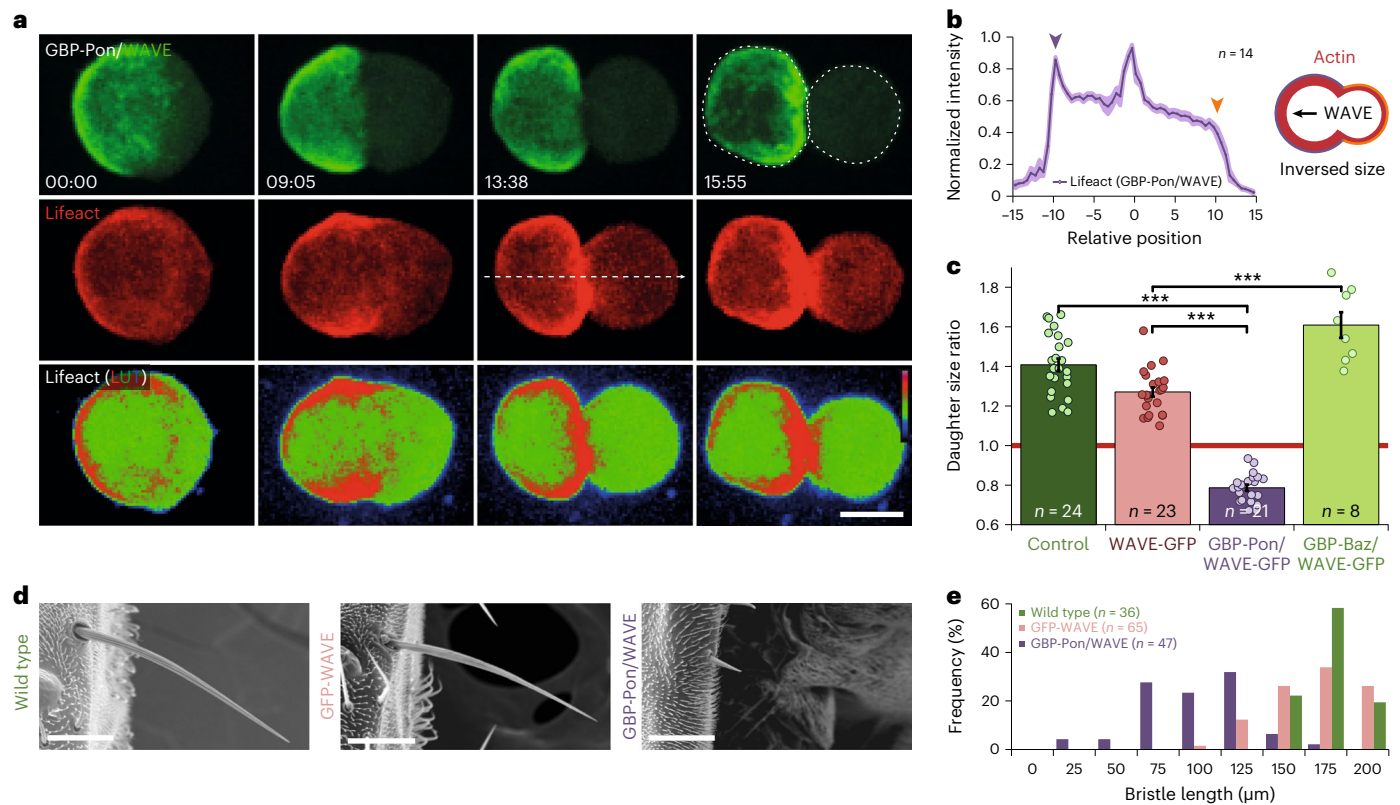 a
GBP-Pon/WAVE
00:00
09:05
13:38
15:55
Lifeact
Lifeact (LUT)
b
Normalized intensity
1.0
0.8
0.6
0.4
0.2
0
–15
–10
–5
0
5
10
15
Relative position
n = 14
Lifeact (GBP-Pon/WAVE)
Actin
WAVE
Inversed size
c
Daughter size ratio
1.8
1.6
1.4
1.2
1.0
0.8
0.6
***
***
***
n = 24
n = 23
n = 21
n = 8
Control
WAVE-GFP
GBP-Pon/
WAVE-GFP
GBP-Baz/
WAVE-GFP
d
Wild type
GFP-WAVE
GBP-Pon/WAVE
e
Frequency (%)
60
40
20
0
Wild type (n = 36)
GFP-WAVE (n = 65)
GBP-Pon/WAVE (n = 47)
0
25
50
75
100
125
150
175
200
Bristle length (µm)